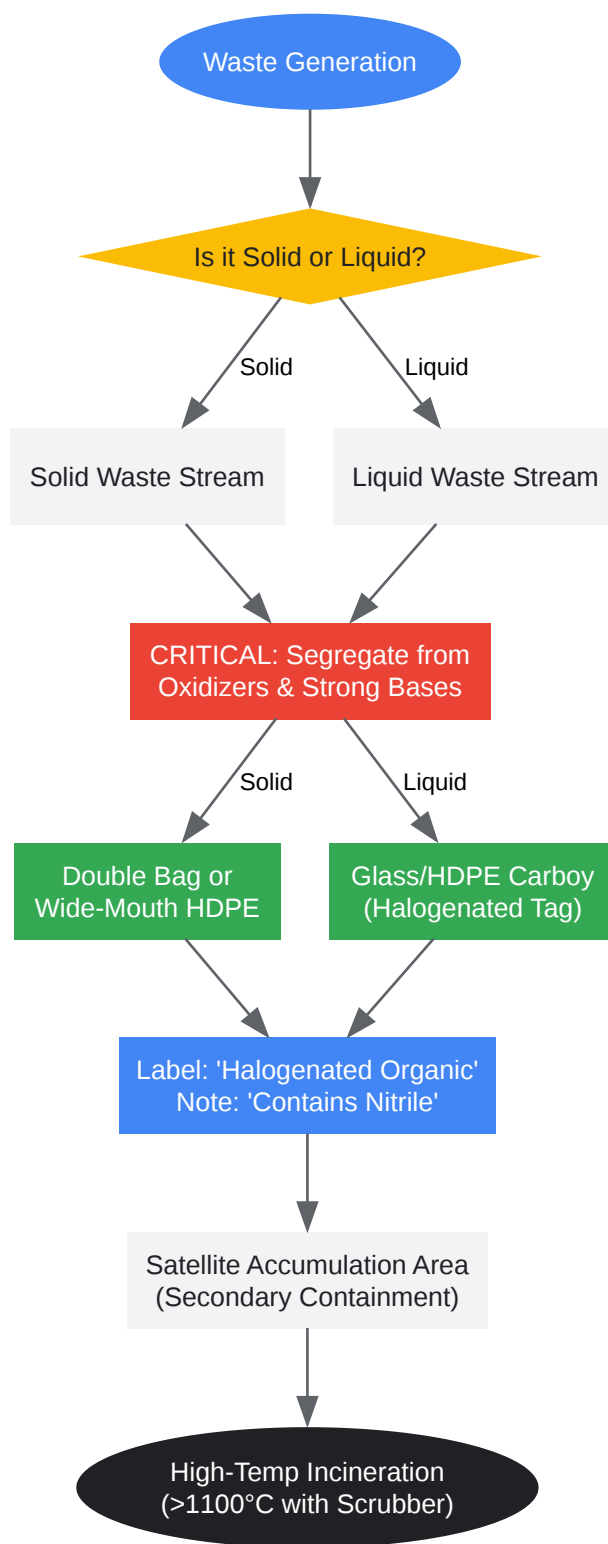 Waste Generation
Is it Solid or Liquid?
Solid
Liquid
Solid Waste Stream
Liquid Waste Stream
CRITICAL: Segregate from
Oxidizers & Strong Bases
Solid
Liquid
Double Bag or
Wide-Mouth HDPE
Glass/HDPE Carboy
(Halogenated Tag)
Label: 'Halogenated Organic'
Note: 'Contains Nitrile'
Satellite Accumulation Area
(Secondary Containment)
High-Temp Incineration
(>1100°C with Scrubber)